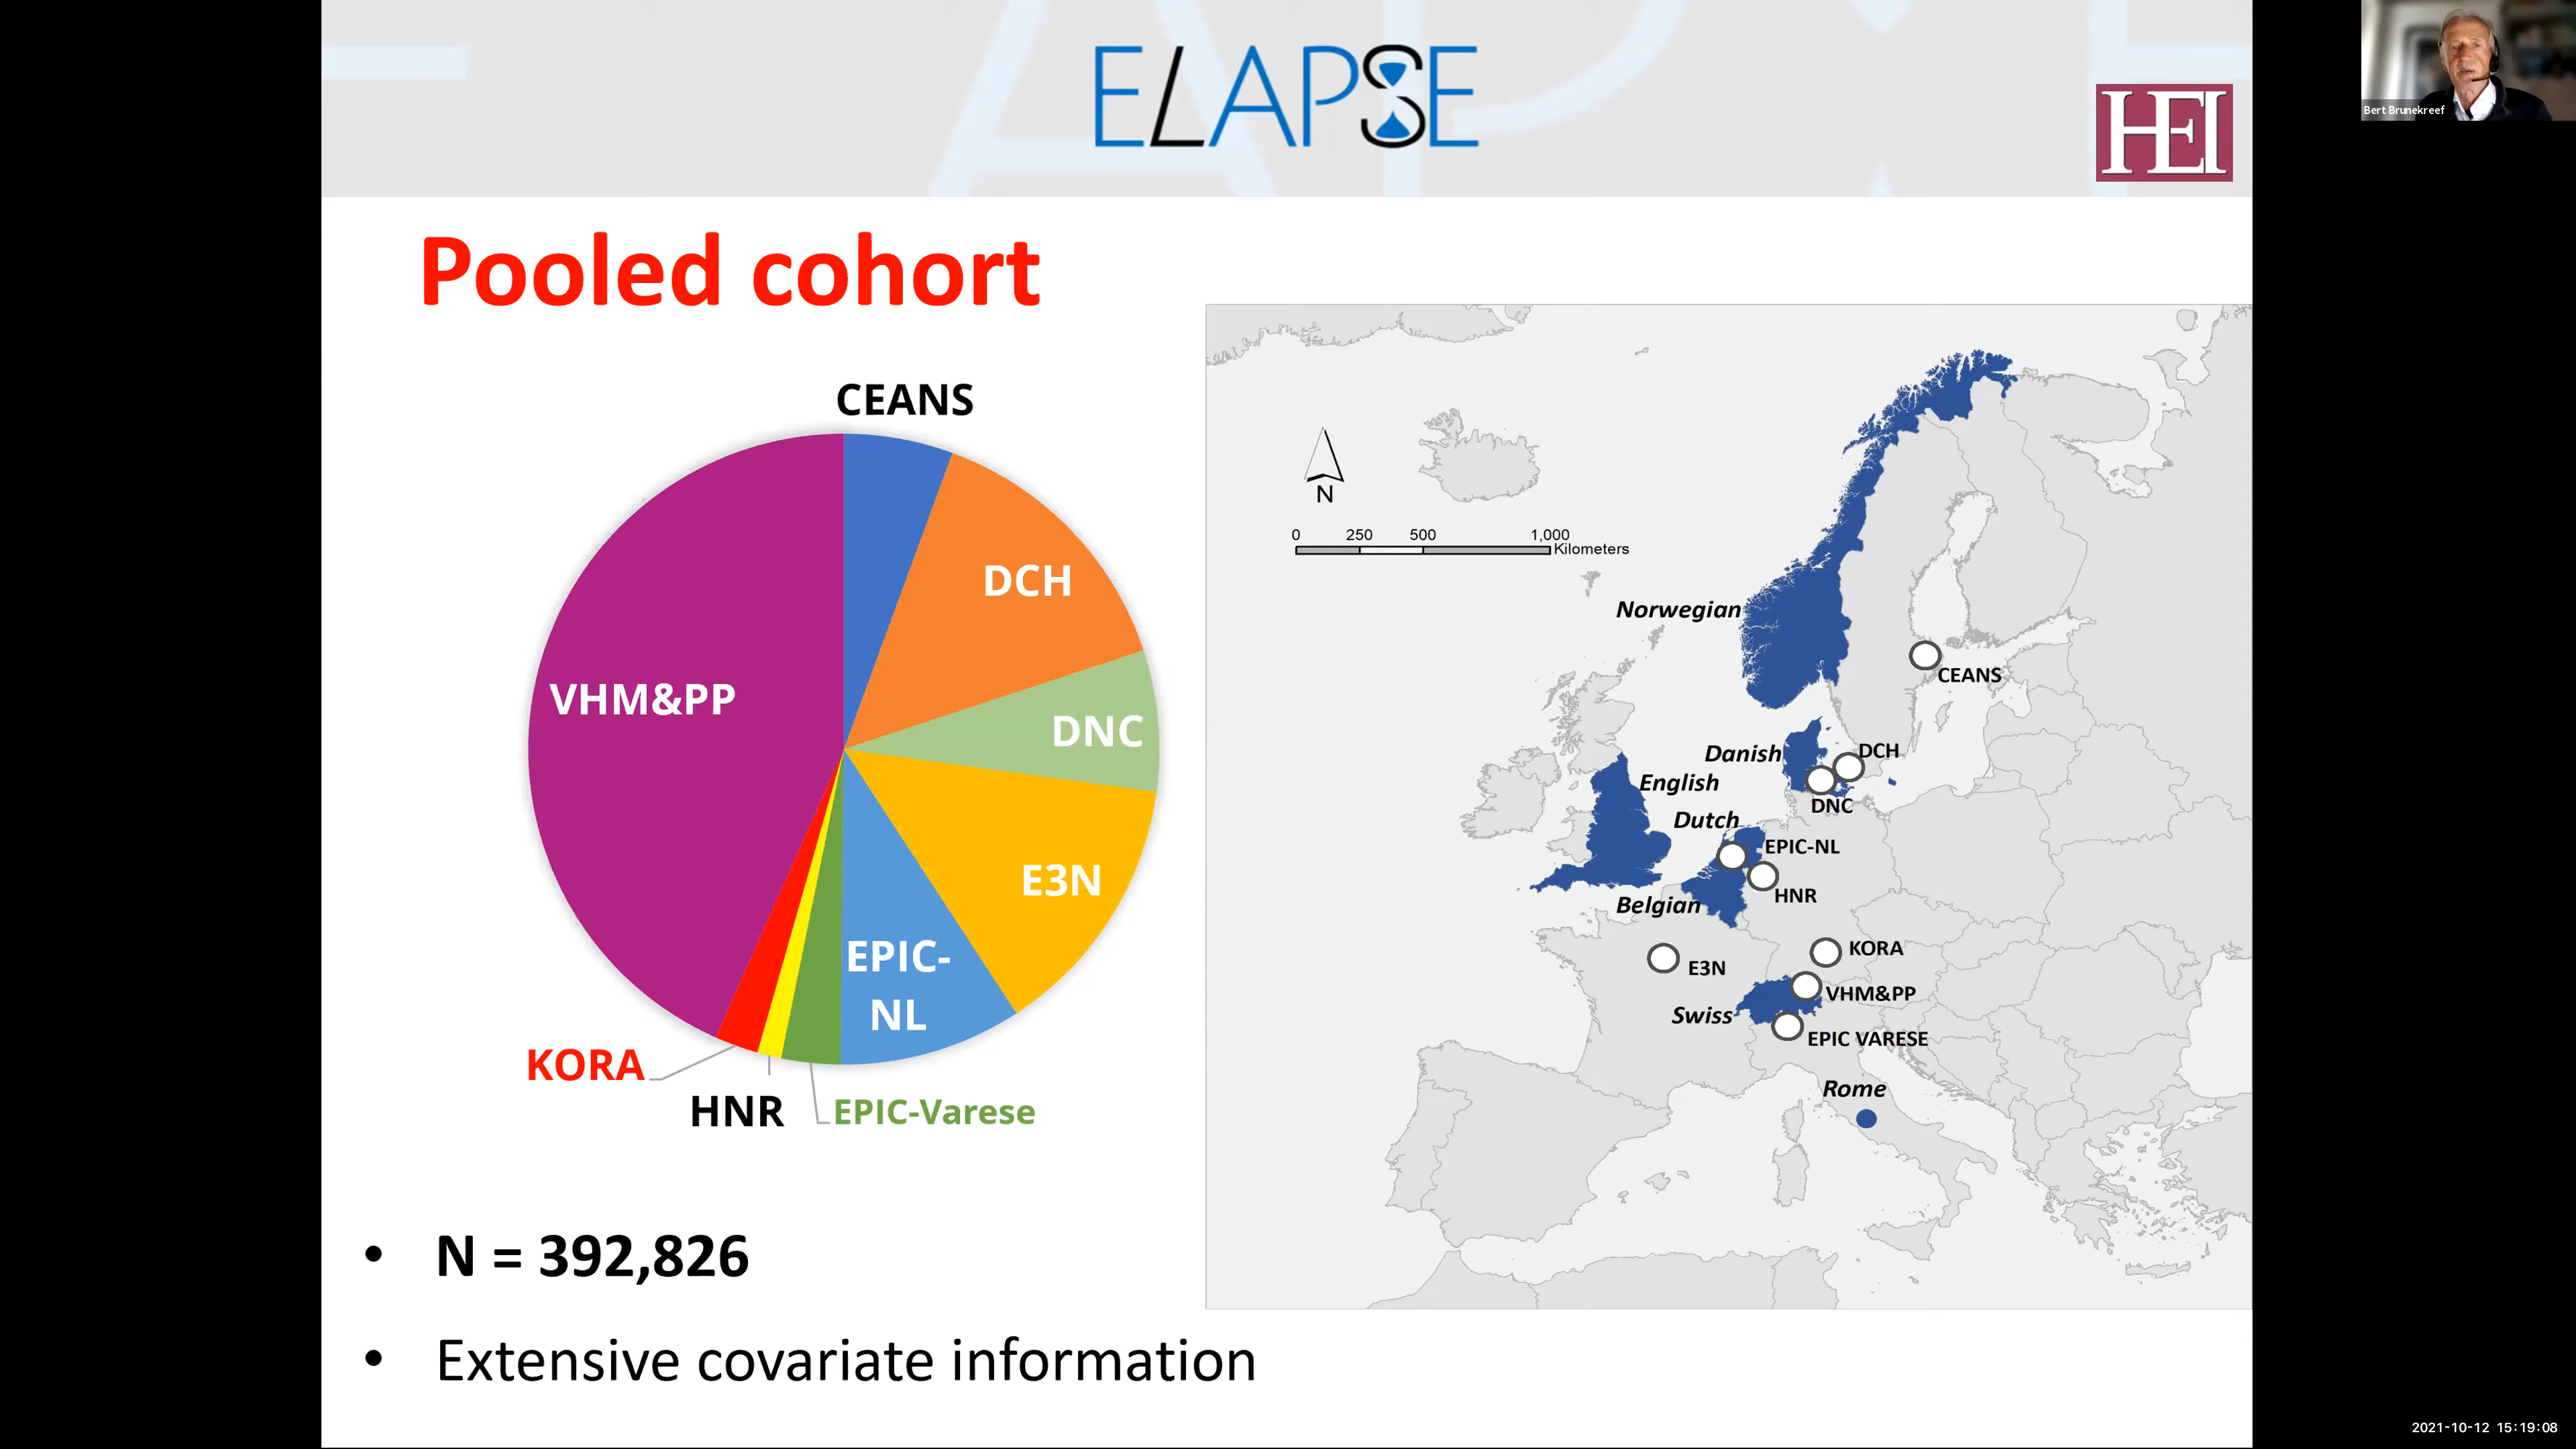 ELAPSE
HEI
Bert Brunekreef
Pooled cohort
CEANS
DCH
DNC
E3N
EPIC-
NL
EPIC-Varese
HNR
KORA
VHM&PP
N
0 250 500 1,000
Kilometers
Norwegian
CEANS
Danish
DCH
English
DNC
Dutch
EPIC-NL
HNR
Belgian
KORA
E3N
VHM&PP
Swiss
EPIC VARESE
Rome
• N = 392,826
• Extensive covariate information
2021-10-12 15:19:08